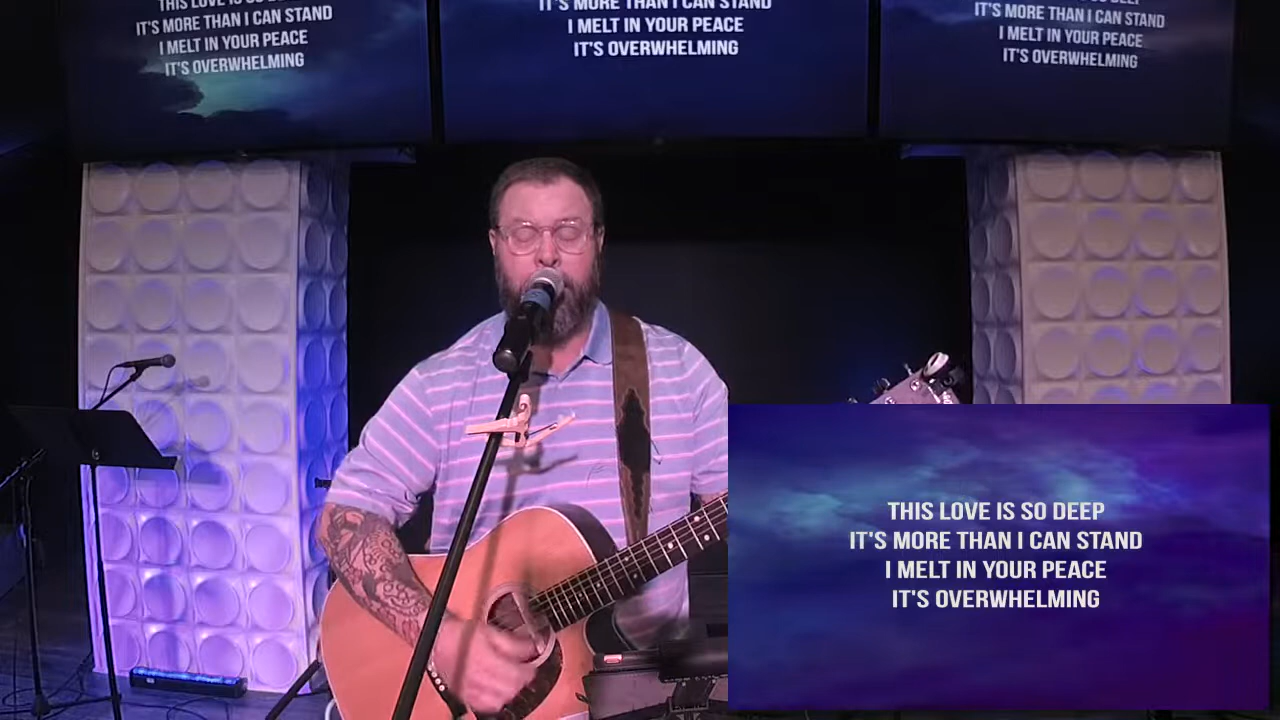 THIS LOVE IS SO DEEP
IT'S MORE THAN I CAN STAND
I MELT IN YOUR PEACE
IT'S OVERWHELMING
IT'S MORE THAN I CAN STAND
I MELT IN YOUR PEACE
IT'S OVERWHELMING
SO DEEP
IT'S MORE THAN I CAN STAND
I MELT IN YOUR PEACE
IT'S OVERWHELMING
THIS LOVE IS SO DEEP
IT'S MORE THAN I CAN STAND
I MELT IN YOUR PEACE
IT'S OVERWHELMING